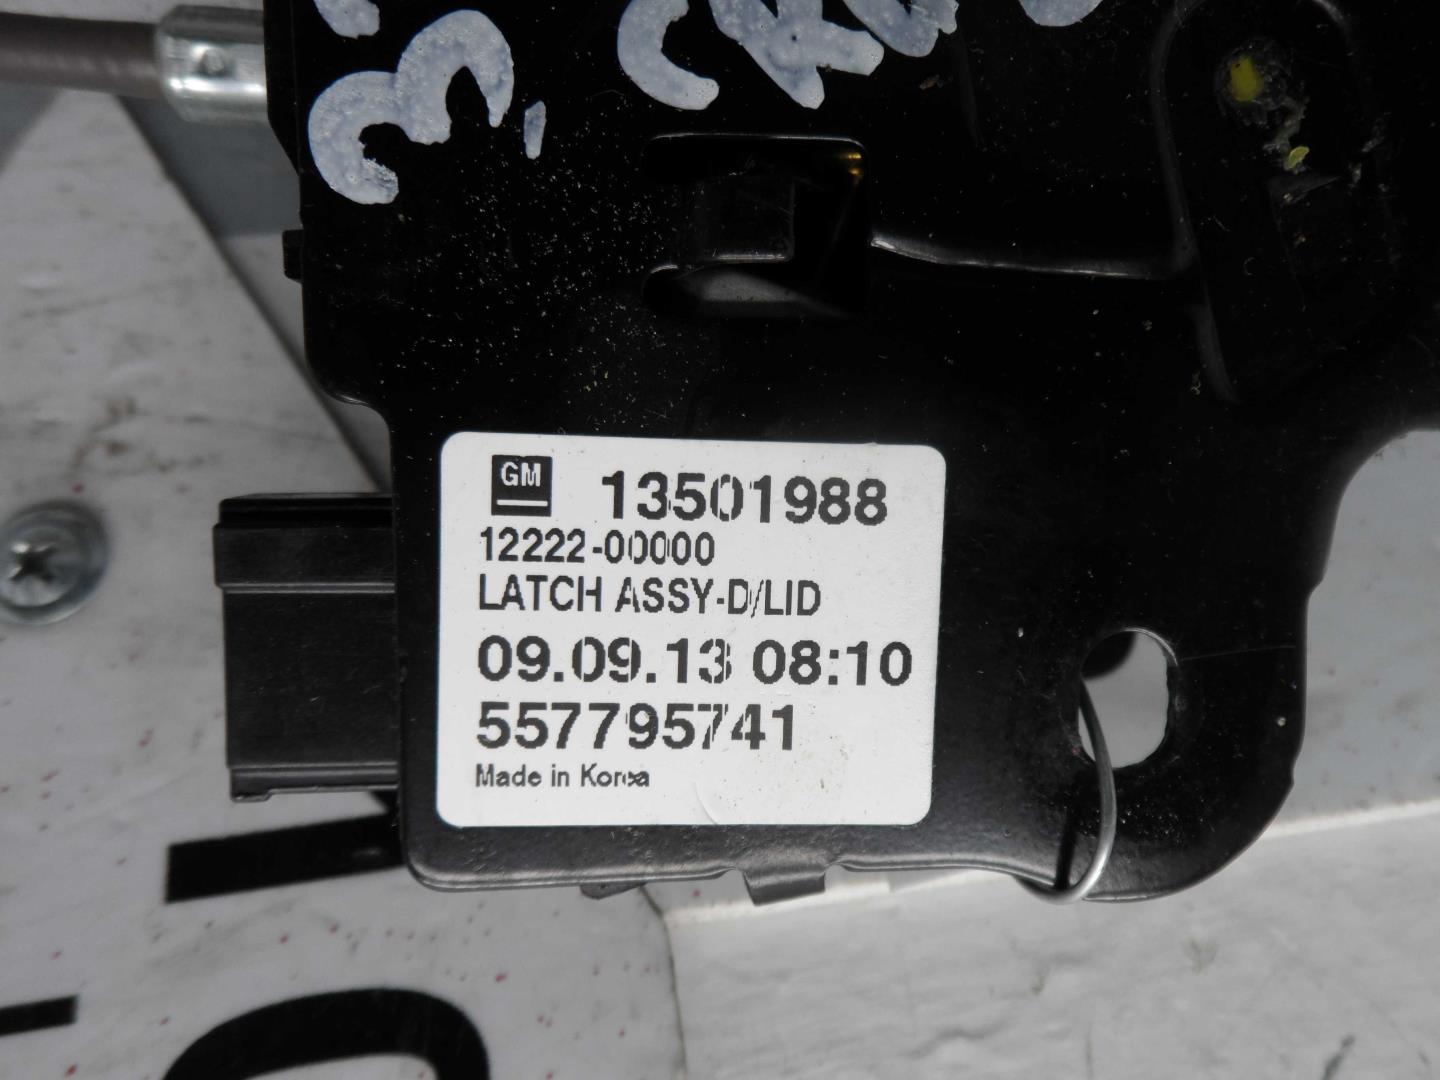 GM 13501988
12222-00000
LATCH ASSY-D/LID
09.09.13 08:10
557795741
Made in Korea